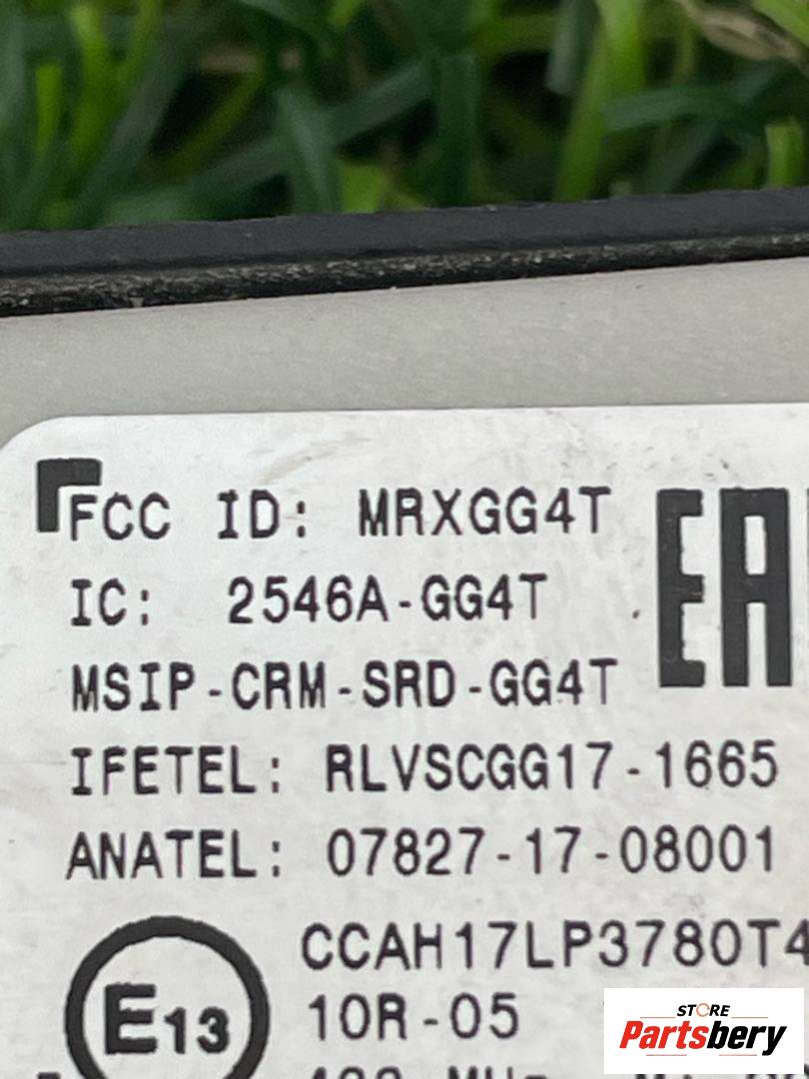 FCC ID: MRXGG4T
IC: 2546A-GG4T
MSIP-CRM-SRD-GG4T
IFETEL: RLVSCGG17-1665
ANATEL: 07827-17-08001
EA
CCAH17LP3780T4
E13
10R-05
STORE
Partsbery